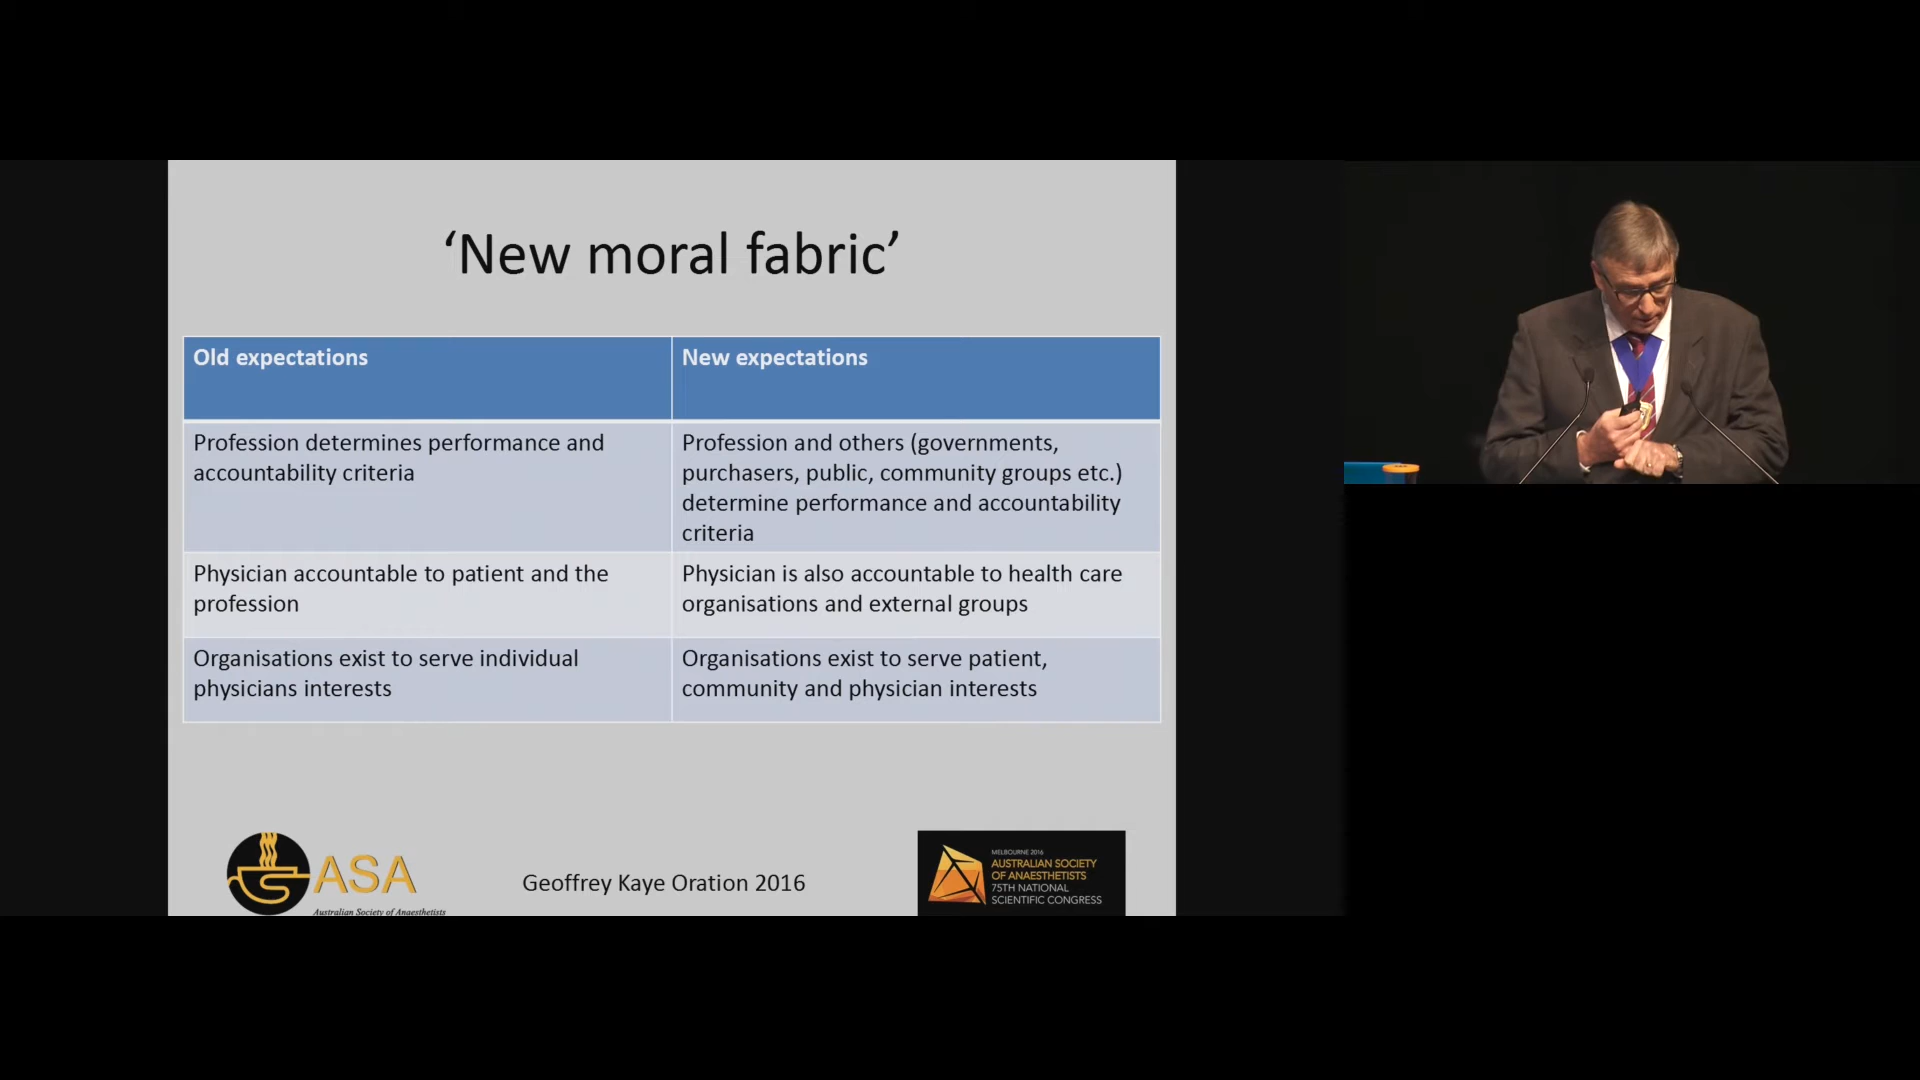 ‘New moral fabric’
Old expectations
New expectations
Profession determines performance and
accountability criteria
Profession and others (governments,
purchasers, public, community groups etc.)
determine performance and accountability
criteria
Physician accountable to patient and the
profession
Physician is also accountable to health care
organisations and external groups
Organisations exist to serve individual
physicians interests
Organisations exist to serve patient,
community and physician interests
ASA
Australian Society of Anaesthetists
Geoffrey Kaye Oration 2016
MELBOURNE 2016
AUSTRALIAN SOCIETY
OF ANAESTHETISTS
75TH NATIONAL
SCIENTIFIC CONGRESS